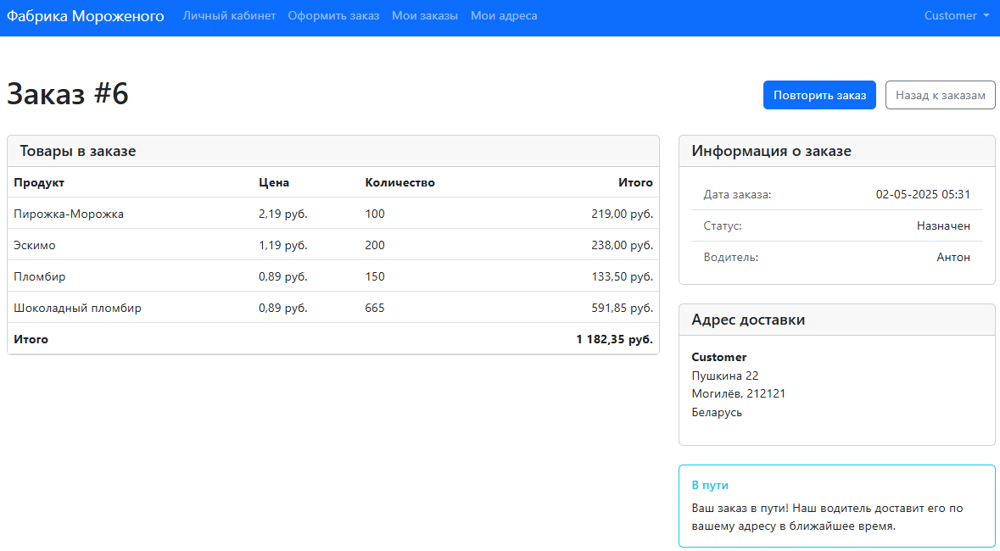 Фабрика Мороженого Личный кабинет Оформить заказ Мои заказы Мои адреса Customer
Заказ #6
Повторить заказ Назад к заказам
Товары в заказе
Продукт Цена Количество Итого
Пирожка-Морожка 2,19 руб. 100 219,00 руб.
Эскимо 1,19 руб. 200 238,00 руб.
Пломбир 0,89 руб. 150 133,50 руб.
Шоколадный пломбир 0,89 руб. 665 591,85 руб.
Итого 1 182,35 руб.
Информация о заказе
Дата заказа: 02-05-2025 05:31
Статус: Назначен
Водитель: Антон
Адрес доставки
Customer
Пушкина 22
Могилёв, 212121
Беларусь
В пути
Ваш заказ в пути! Наш водитель доставит его по
вашему адресу в ближайшее время.